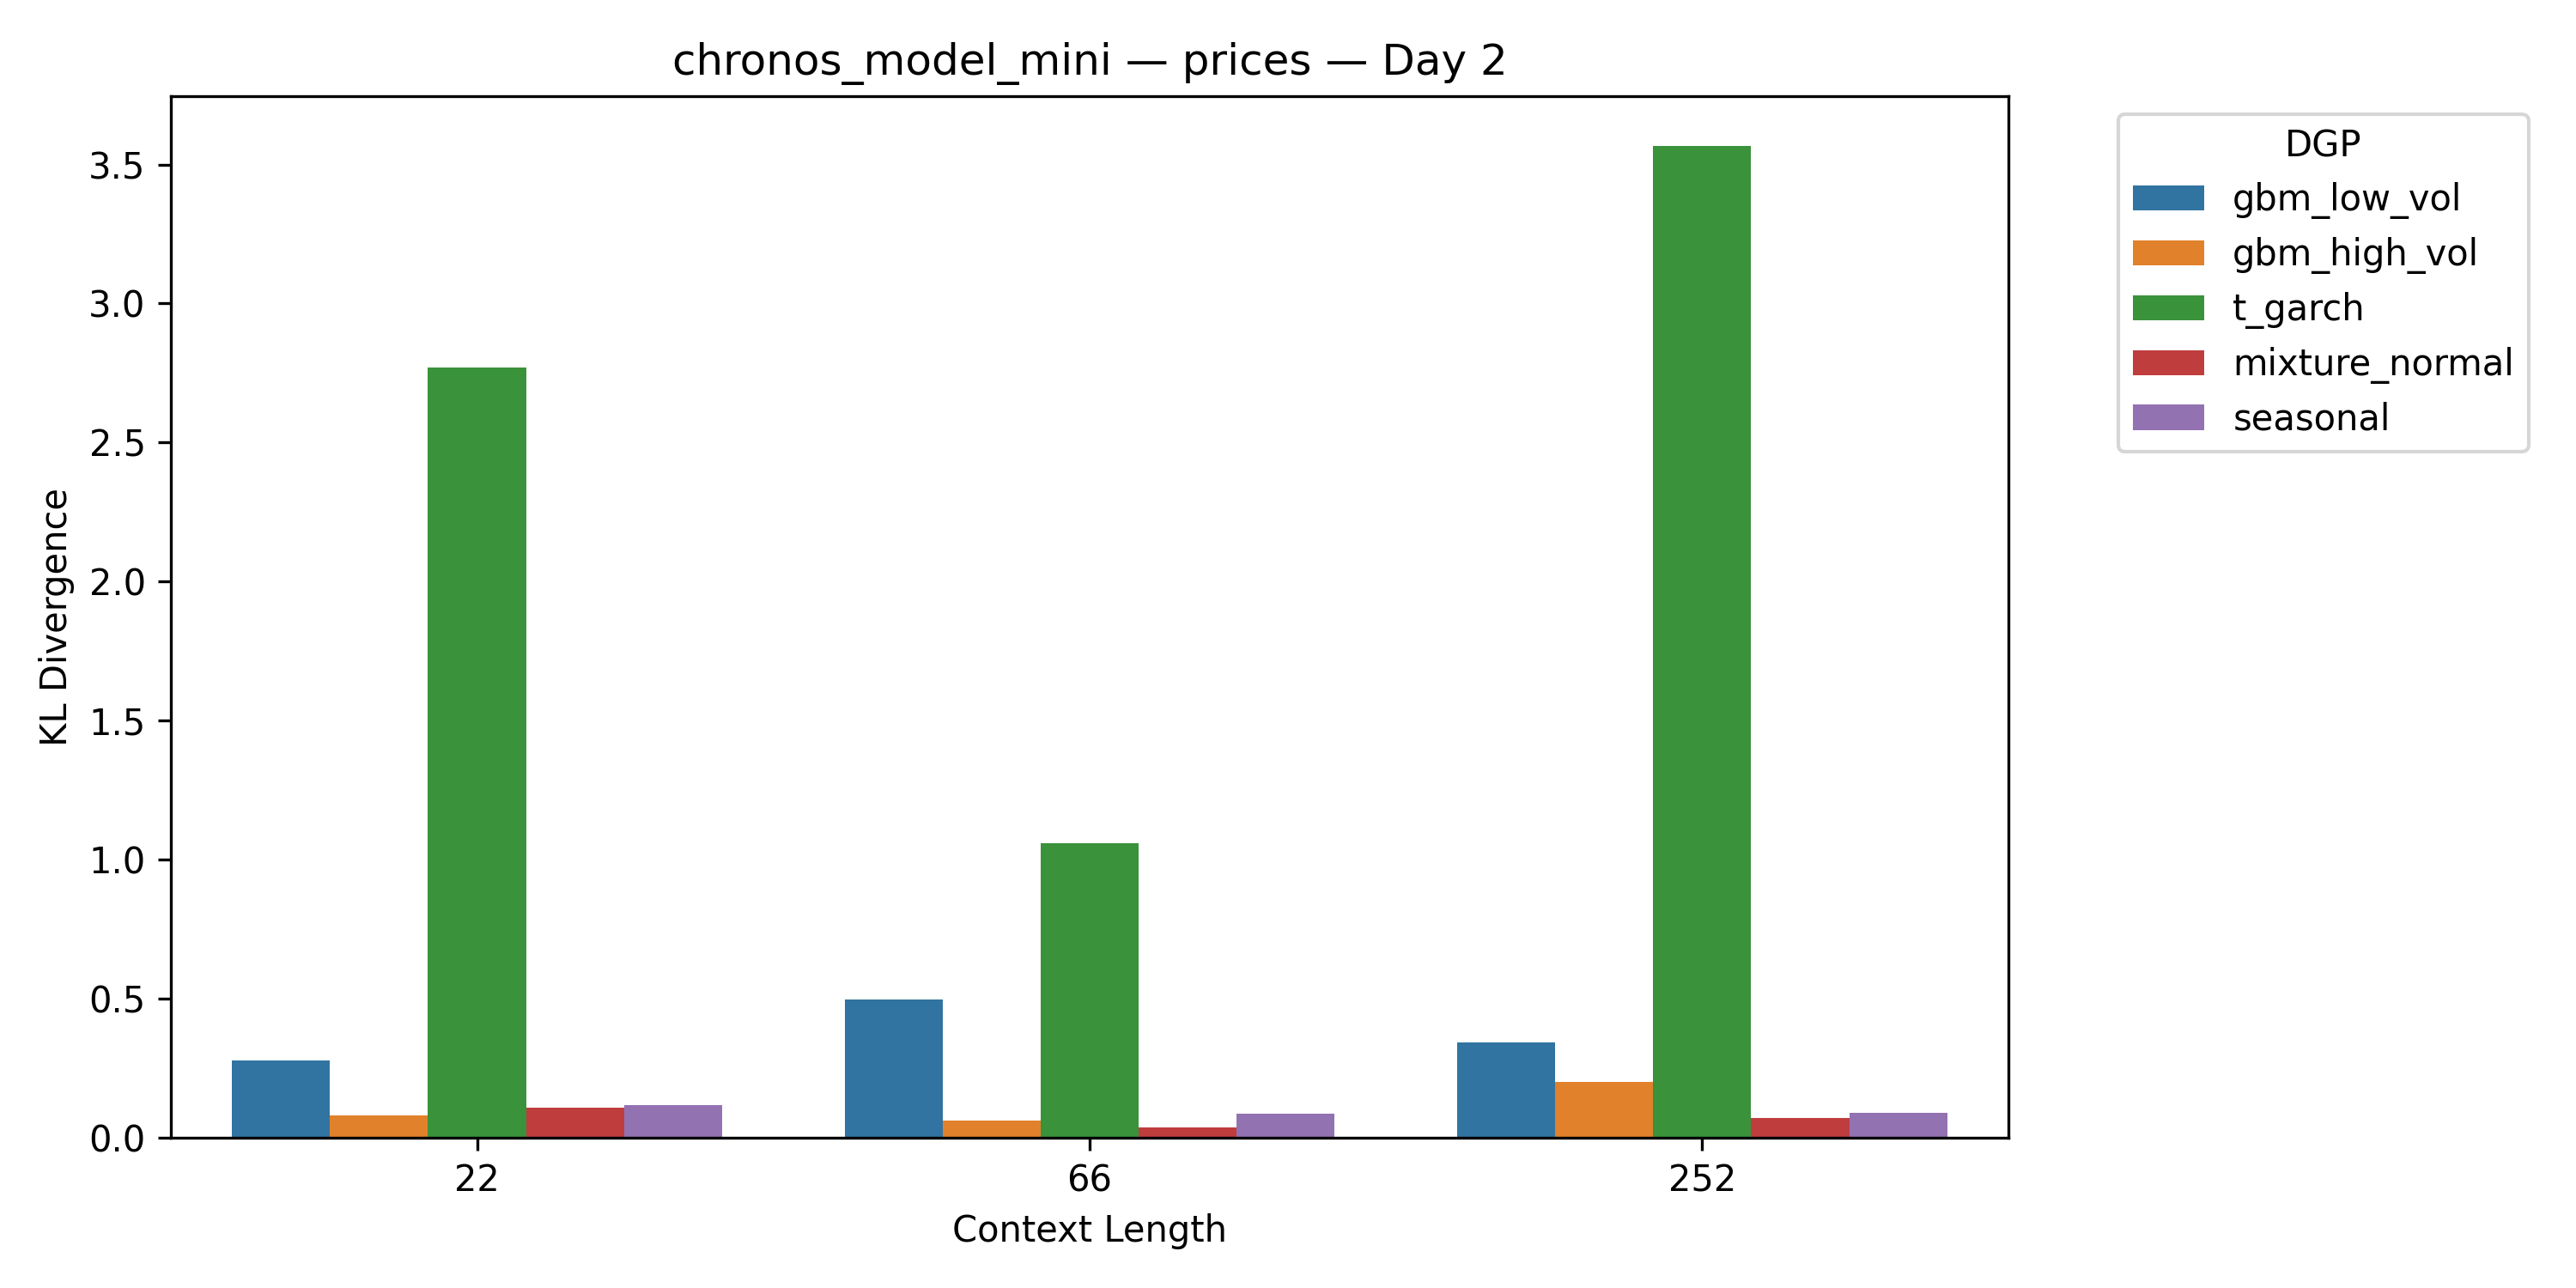 chronos_model_mini — prices — Day 2
KL Divergence
3.5
3.0
2.5
2.0
1.5
1.0
0.5
0.0
22
66
252
Context Length
DGP
gbm_low_vol
gbm_high_vol
t_garch
mixture_normal
seasonal